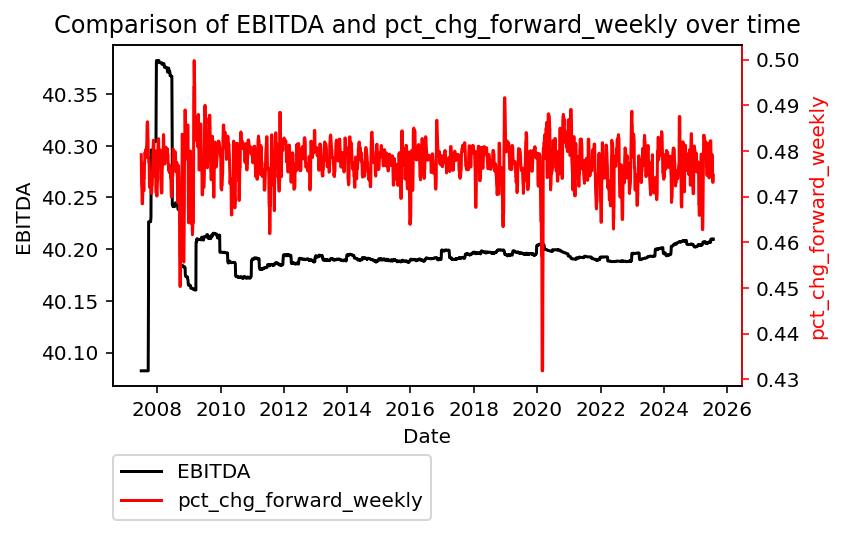 Comparison of EBITDA and pct_chg_forward_weekly over time
40.35
40.30
40.25
40.20
40.15
40.10
EBITDA
0.50
0.49
0.48
0.47
0.46
0.45
0.44
0.43
pct_chg_forward_weekly
2008 2010 2012 2014 2016 2018 2020 2022 2024 2026
Date
EBITDA
pct_chg_forward_weekly